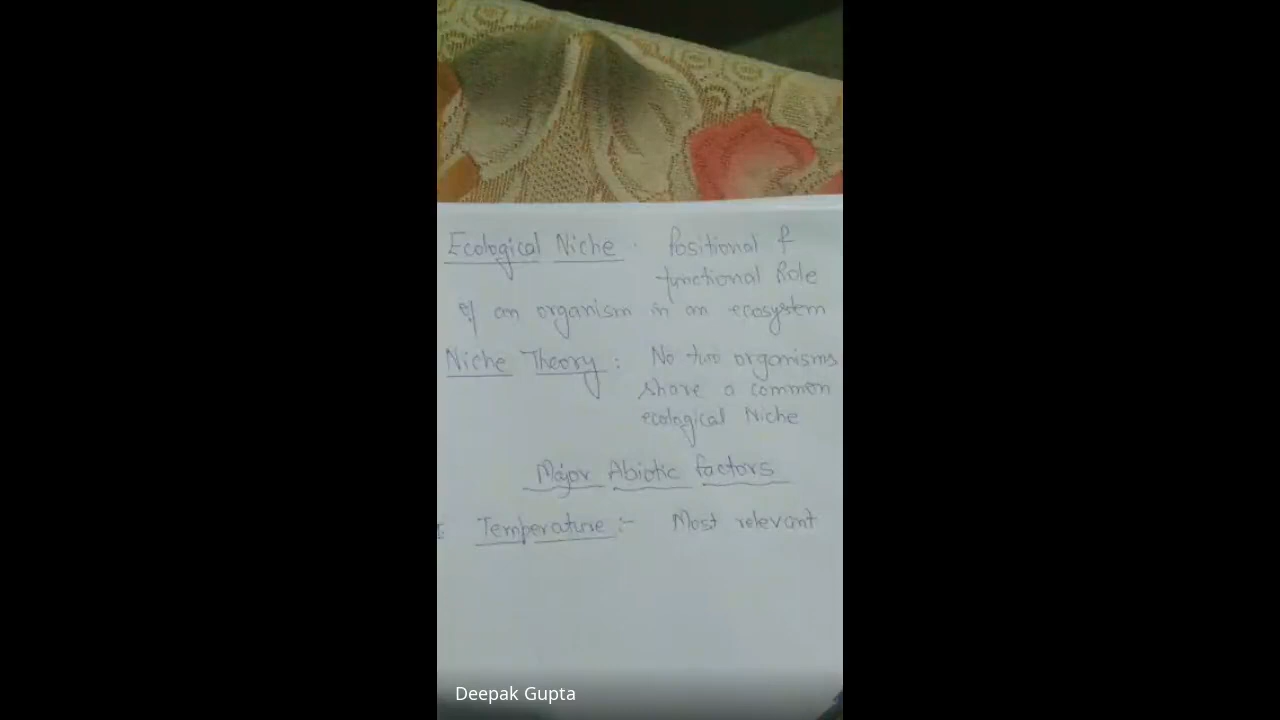 Ecological Niche : Positional &
functional Role
of an organism in an ecosystem
Niche Theory : No two organisms
share a common
ecological Niche
Major Abiotic factors
I Temperature :- Most relevant
Deepak Gupta